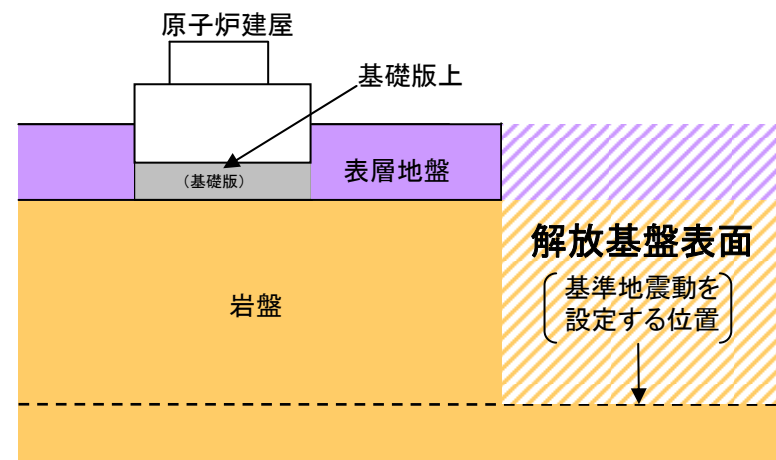 原子炉建屋
基礎版上
(基礎版)
表層地盤
解放基盤表面
基準地震動を
設定する位置
岩盤